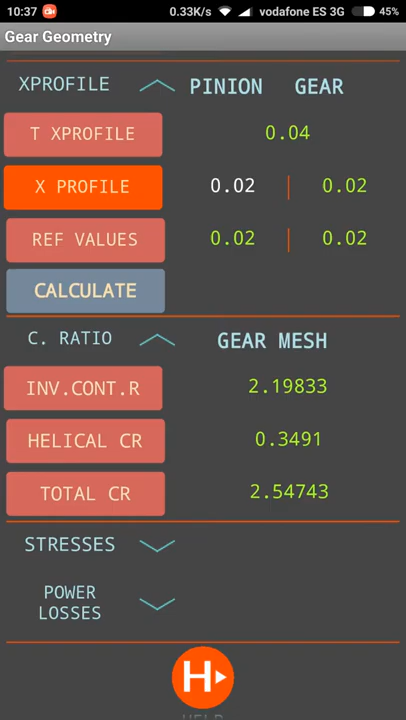 10:37 0.33K/s vodafone ES 3G 45%
Gear Geometry
XPROFILE PINION GEAR
T XPROFILE 0.04
X PROFILE 0.02 | 0.02
REF VALUES 0.02 | 0.02
CALCULATE
C. RATIO GEAR MESH
INV.CONT.R 2.19833
HELICAL CR 0.3491
TOTAL CR 2.54743
STRESSES
POWER
LOSSES
H
HELP